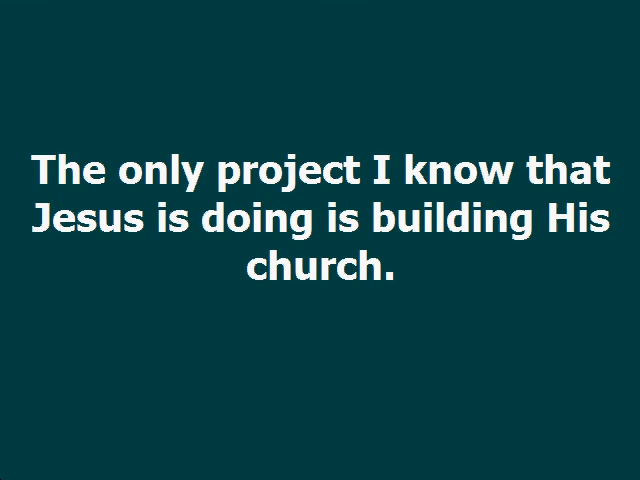 The only project I know that
Jesus is doing is building His
church.